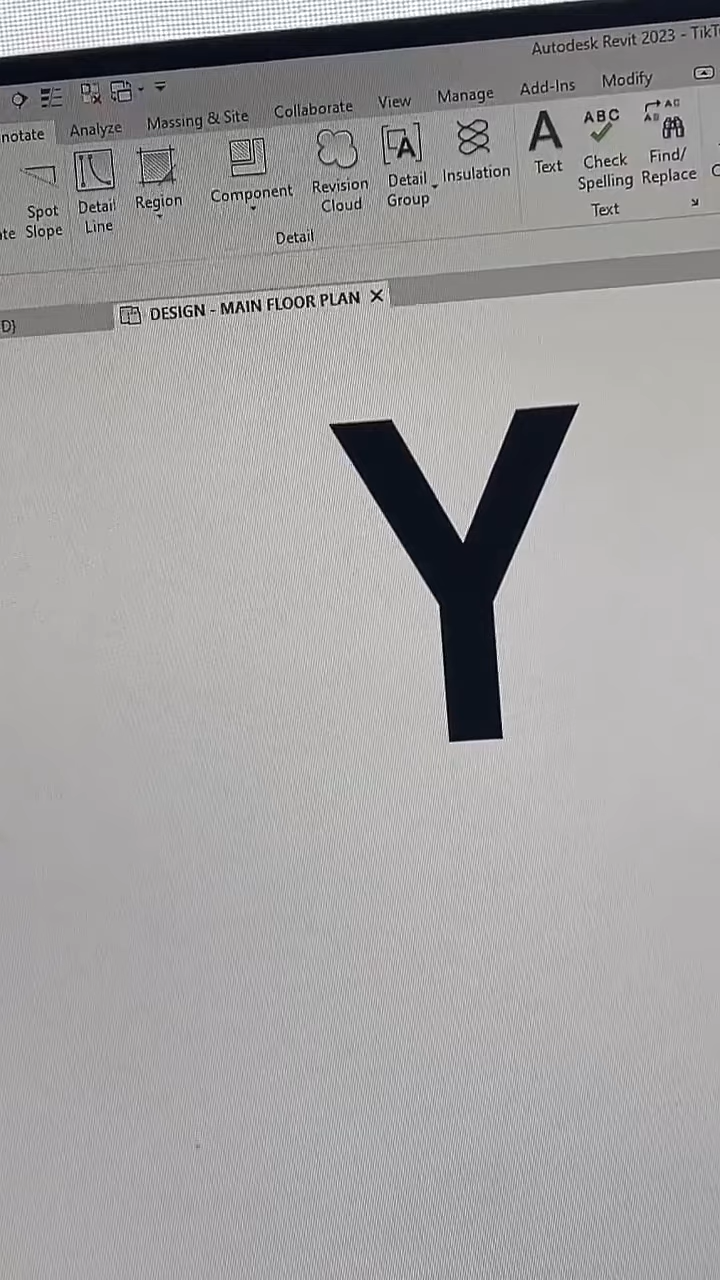 Autodesk Revit 2023 - TikT
notate Analyze Massing & Site Collaborate View Manage Add-Ins Modify
Spot Slope
Detail Line
Region
Component
Revision Cloud
Detail Group
Insulation
A
Text
ABC
Check Spelling
Find/ Replace
Detail
Text
D}
DESIGN - MAIN FLOOR PLAN
Y